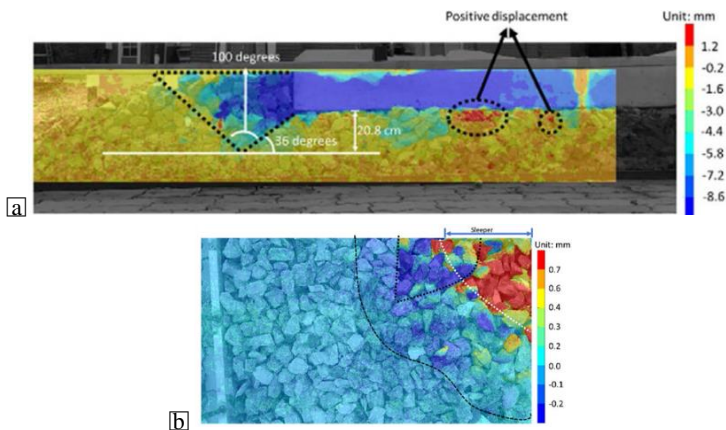 Positive displacement
Unit: mm
1.2
-0.2
-1.6
-3.0
-4.4
-5.8
-7.2
-8.6
100 degrees
36 degrees
20.8 cm
a
Sleeper
Unit: mm
0.7
0.6
0.4
0.3
0.2
0.0
-0.1
-0.2
b